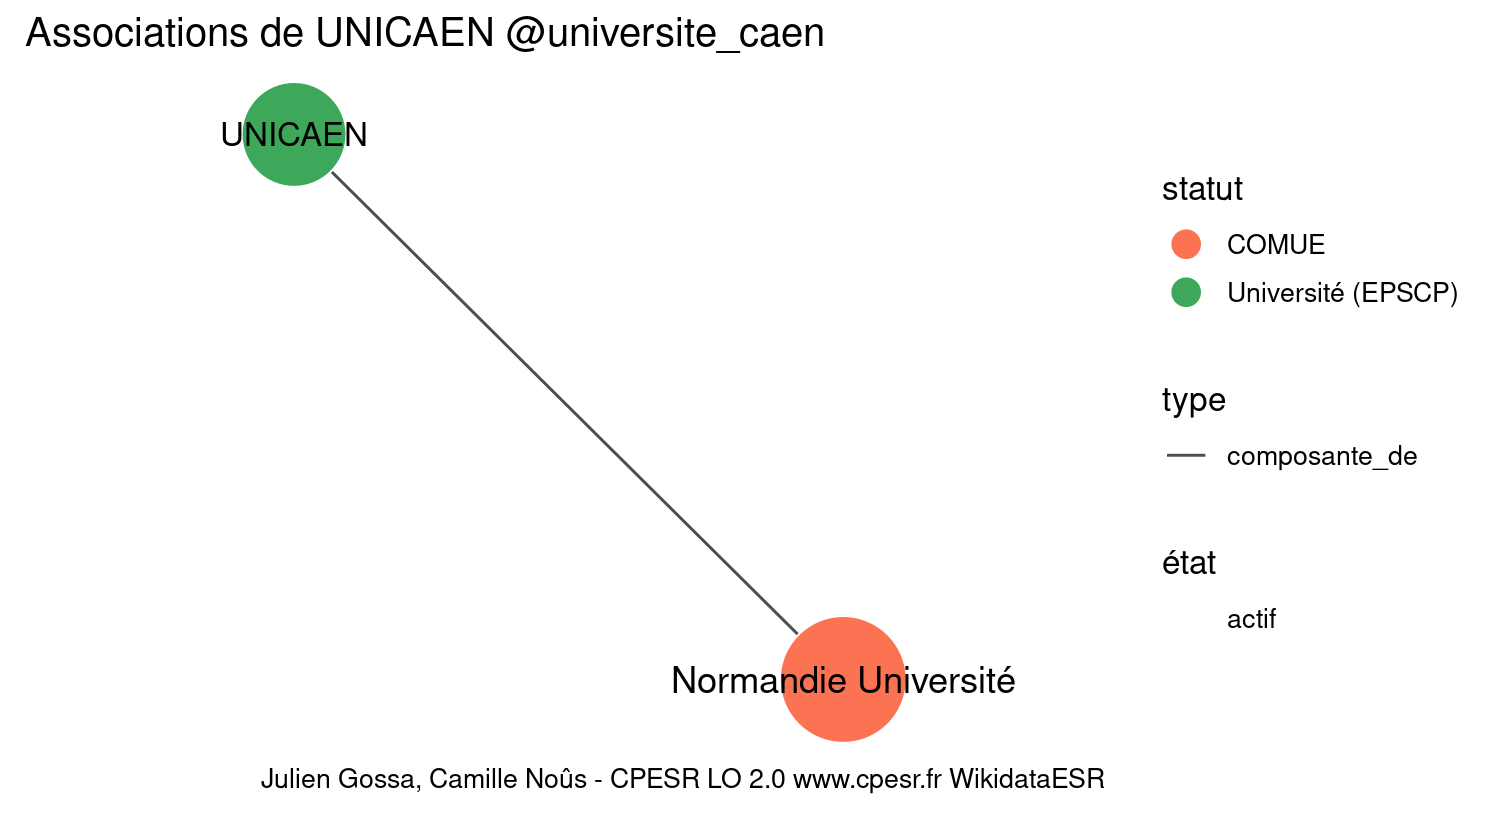 Associations de UNICAEN @universite_caen
UNICAEN
statut
COMUE
Université (EPSCP)
type
composante_de
état
actif
Normandie Université
Julien Gossa, Camille Noûs - CPESR LO 2.0 www.cpesr.fr WikidataESR